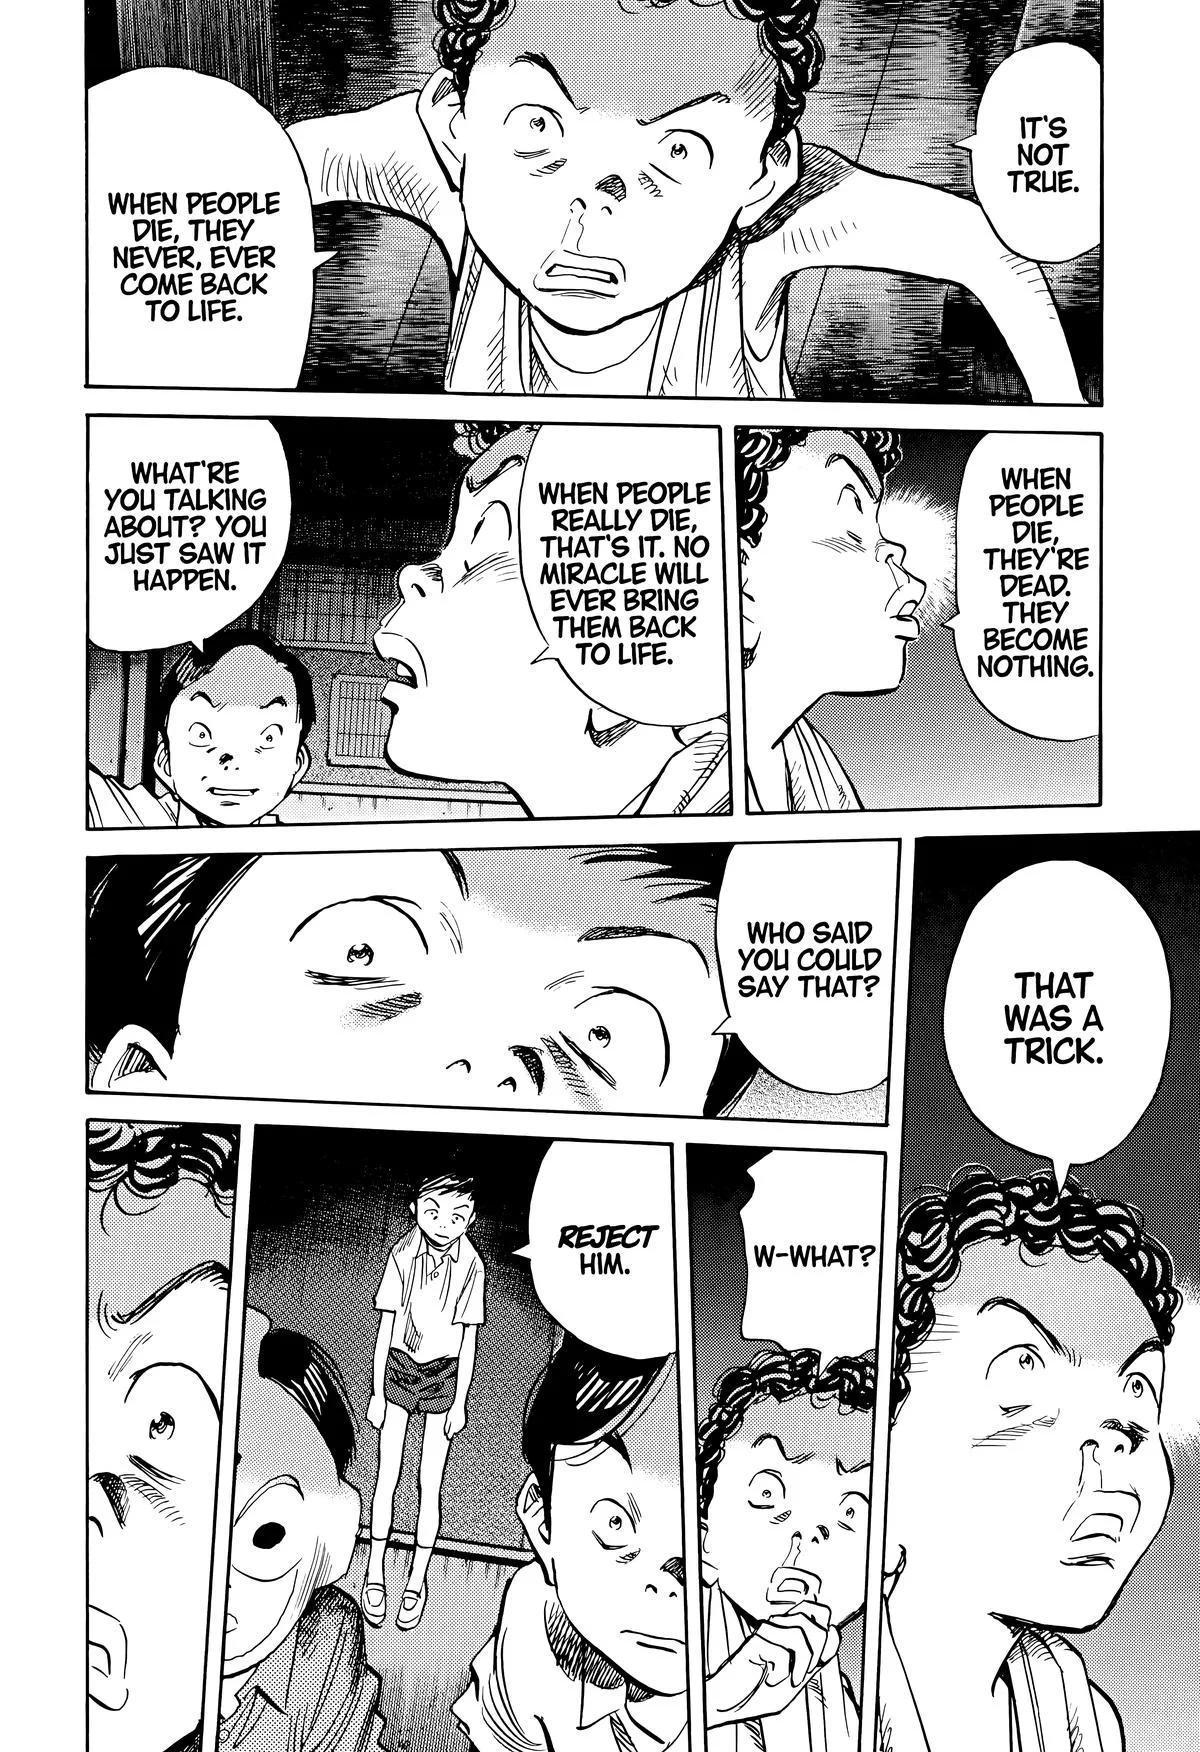 IT'S
NOT
TRUE.
WHEN PEOPLE
DIE, THEY
NEVER, EVER
COME BACK
TO LIFE.
WHEN
PEOPLE
DIE,
THEY'RE
DEAD.
THEY
BECOME
NOTHING.
WHEN PEOPLE
REALLY DIE,
THAT'S IT. NO
MIRACLE WILL
EVER BRING
THEM BACK
TO LIFE.
WHAT'RE
YOU TALKING
ABOUT? YOU
JUST SAW IT
HAPPEN.
THAT
WAS A
TRICK.
WHO SAID
YOU COULD
SAY THAT?
W-WHAT?
REJECT
HIM.